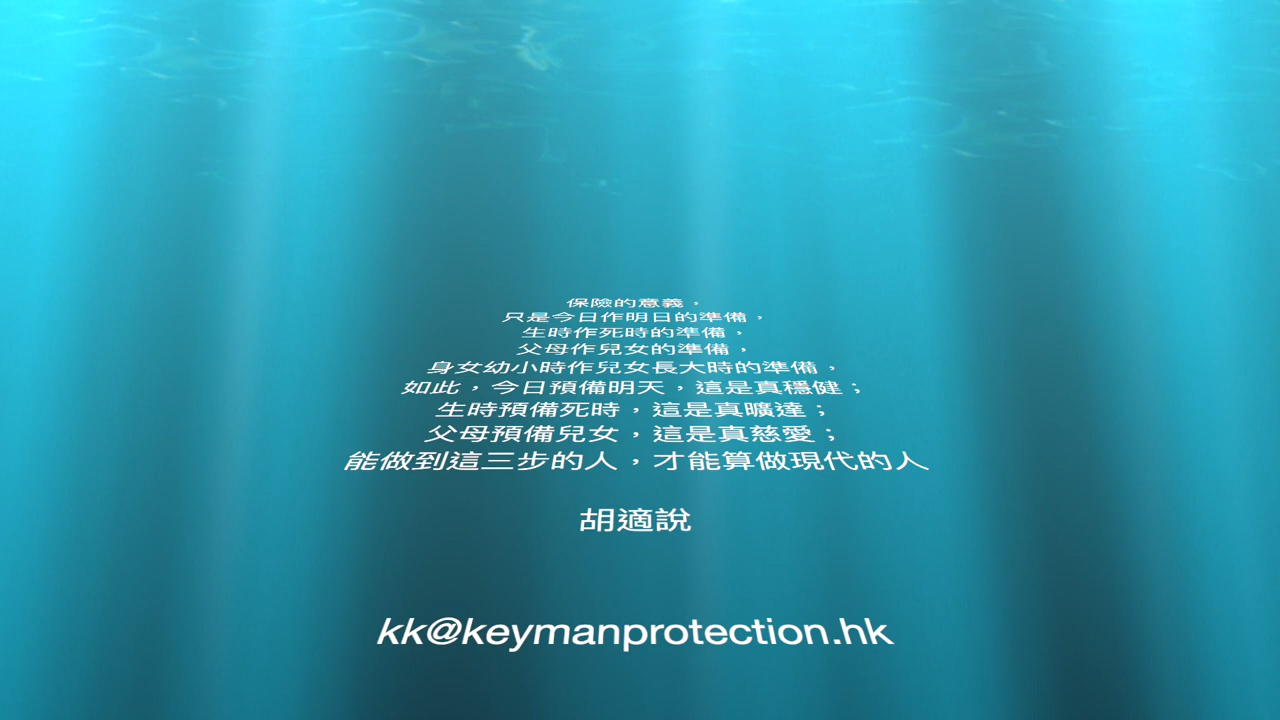 保險的意義，
只是今日作明日的準備，
生時作死時的準備，
父母作兒女的準備，
身女幼小時作兒女長大時的準備，
如此，今日預備明天，這是真穩健；
生時預備死時，這是真曠達；
父母預備兒女，這是真慈愛；
能做到這三步的人，才能算做現代的人
胡適說
kk@keymanprotection.hk